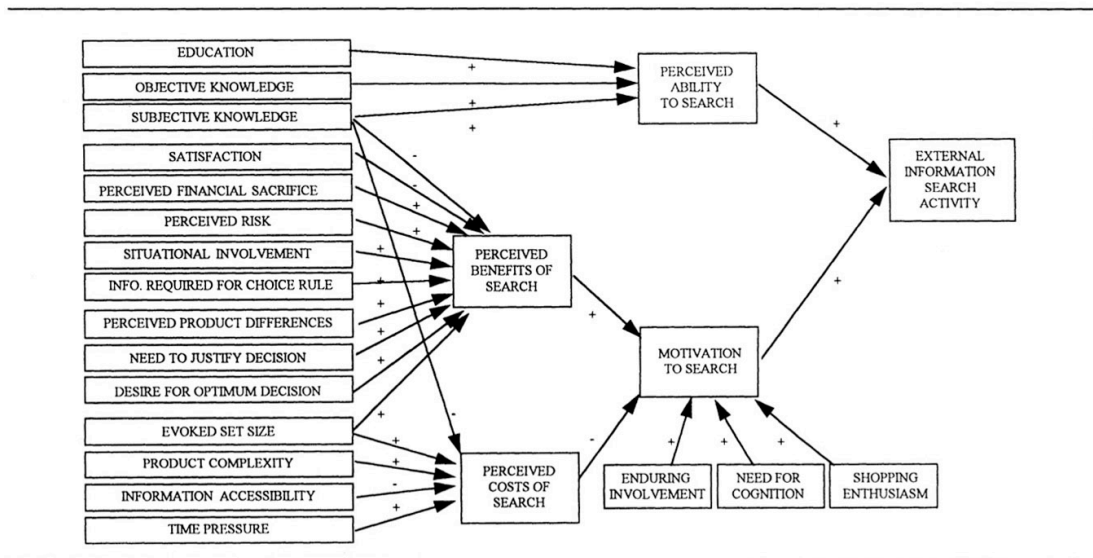 EDUCATION
OBJECTIVE KNOWLEDGE
SUBJECTIVE KNOWLEDGE
SATISFACTION
PERCEIVED FINANCIAL SACRIFICE
PERCEIVED RISK
SITUATIONAL INVOLVEMENT
INFO. REQUIRED FOR CHOICE RULE
PERCEIVED PRODUCT DIFFERENCES
NEED TO JUSTIFY DECISION
DESIRE FOR OPTIMUM DECISION
EVOKED SET SIZE
PRODUCT COMPLEXITY
INFORMATION ACCESSIBILITY
TIME PRESSURE
+
+
+
-
-
+
+
+
+
+
+
+
+
-
+
+
-
+
PERCEIVED
ABILITY
TO SEARCH
PERCEIVED
BENEFITS OF
SEARCH
PERCEIVED
COSTS OF
SEARCH
+
-
+
+
MOTIVATION
TO SEARCH
+
+
+
ENDURING
INVOLVEMENT
NEED FOR
COGNITION
SHOPPING
ENTHUSIASM
EXTERNAL
INFORMATION
SEARCH
ACTIVITY